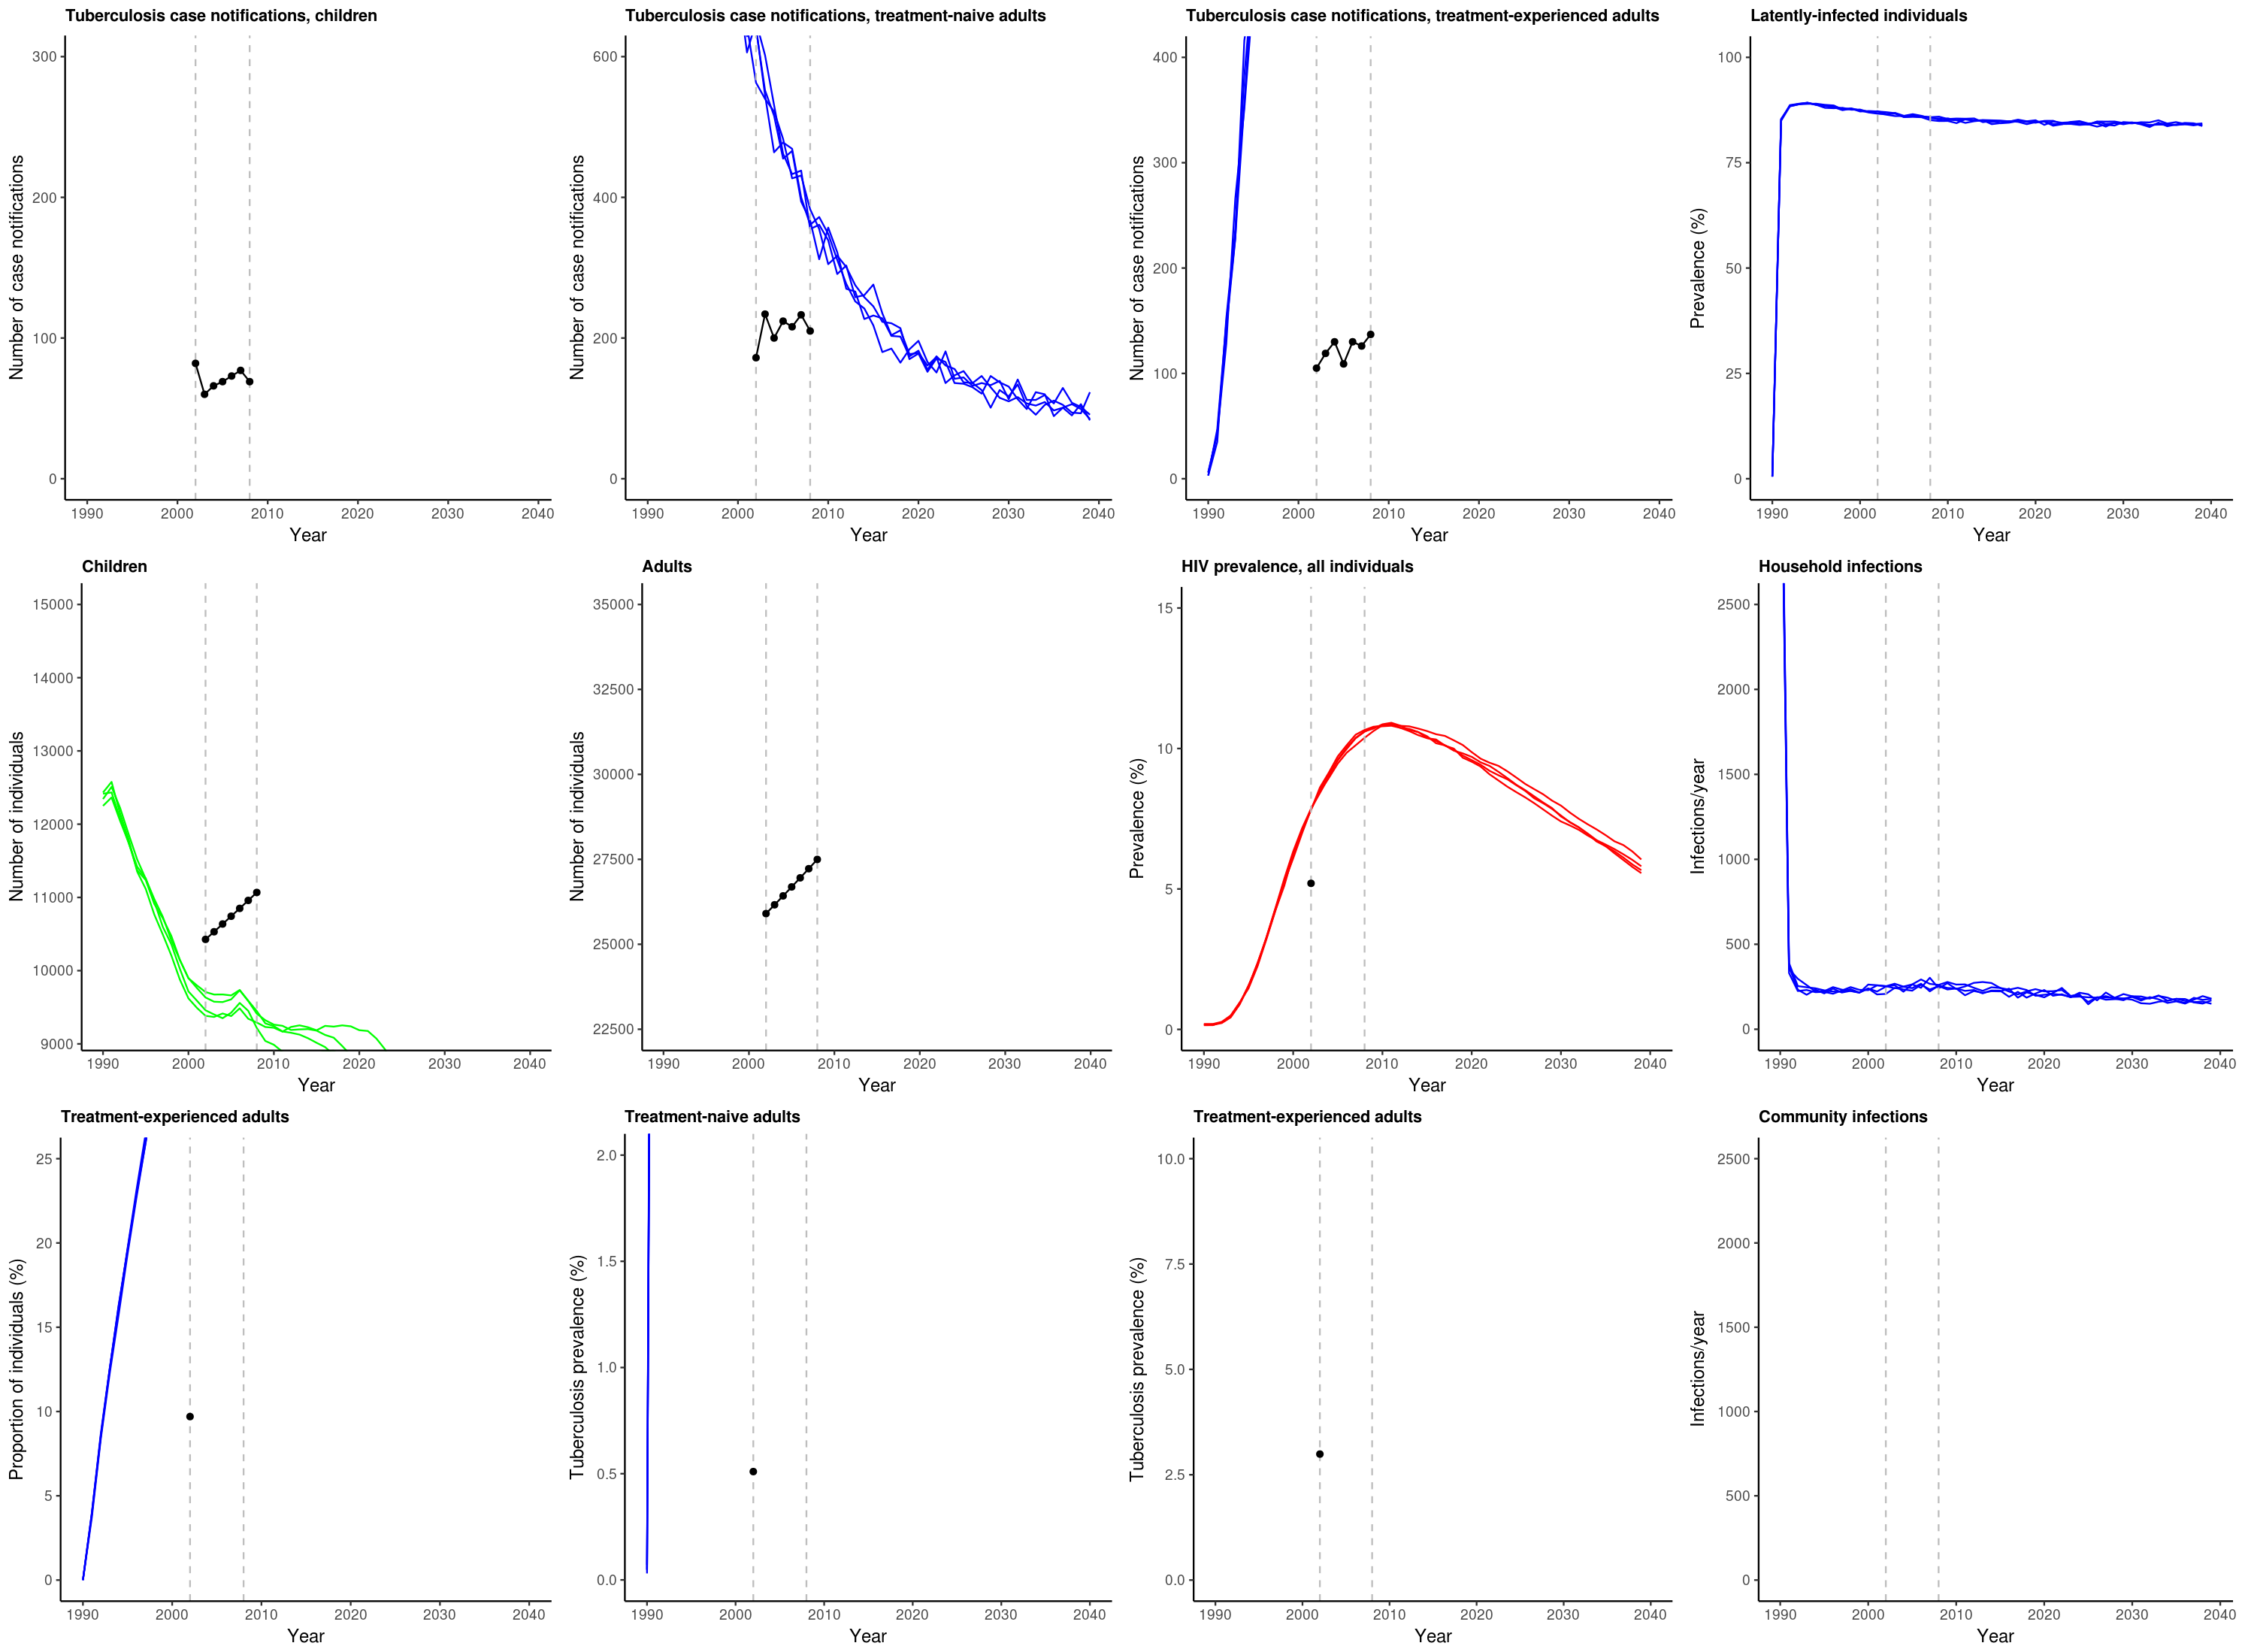 Tuberculosis case notifications, children
Number of case notifications
300
200
100
0
1990 2000 2010 2020 2030 2040
Year
Tuberculosis case notifications, treatment-naive adults
Number of case notifications
600
400
200
0
1990 2000 2010 2020 2030 2040
Year
Tuberculosis case notifications, treatment-experienced adults
Number of case notifications
400
300
200
100
0
1990 2000 2010 2020 2030 2040
Year
Latently-infected individuals
Prevalence (%)
100
75
50
25
0
1990 2000 2010 2020 2030 2040
Year
Children
Number of individuals
15000
14000
13000
12000
11000
10000
9000
1990 2000 2010 2020 2030 2040
Year
Adults
Number of individuals
35000
32500
30000
27500
25000
22500
1990 2000 2010 2020 2030 2040
Year
HIV prevalence, all individuals
Prevalence (%)
15
10
5
0
1990 2000 2010 2020 2030 2040
Year
Household infections
Infections/year
2500
2000
1500
1000
500
0
1990 2000 2010 2020 2030 2040
Year
Treatment-experienced adults
Proportion of individuals (%)
25
20
15
10
5
0
1990 2000 2010 2020 2030 2040
Year
Treatment-naive adults
Tuberculosis prevalence (%)
2.0
1.5
1.0
0.5
0.0
1990 2000 2010 2020 2030 2040
Year
Treatment-experienced adults
Tuberculosis prevalence (%)
10.0
7.5
5.0
2.5
0.0
1990 2000 2010 2020 2030 2040
Year
Community infections
Infections/year
2500
2000
1500
1000
500
0
1990 2000 2010 2020 2030 2040
Year